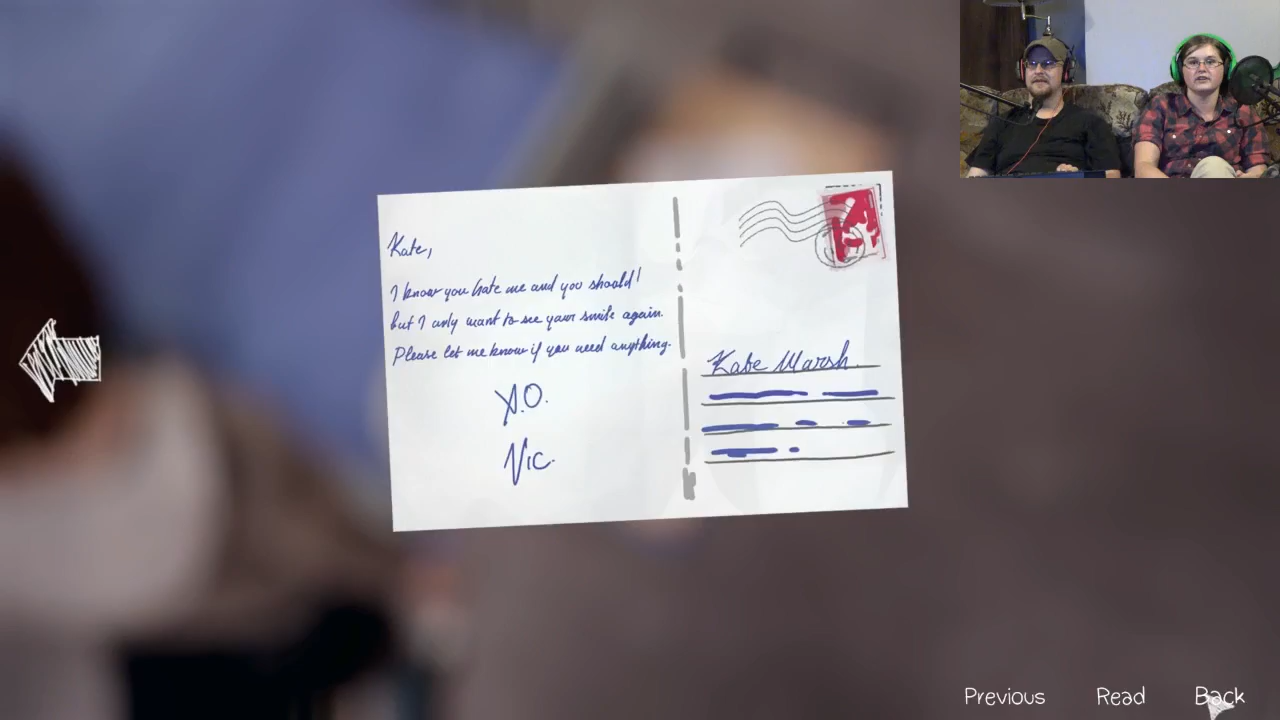 Kate,
I know you hate me and you should!
but I only want to see your smile again.
Please let me know if you need anything.
X.O.
Vic.
Kate Marsh
Previous
Read
Back